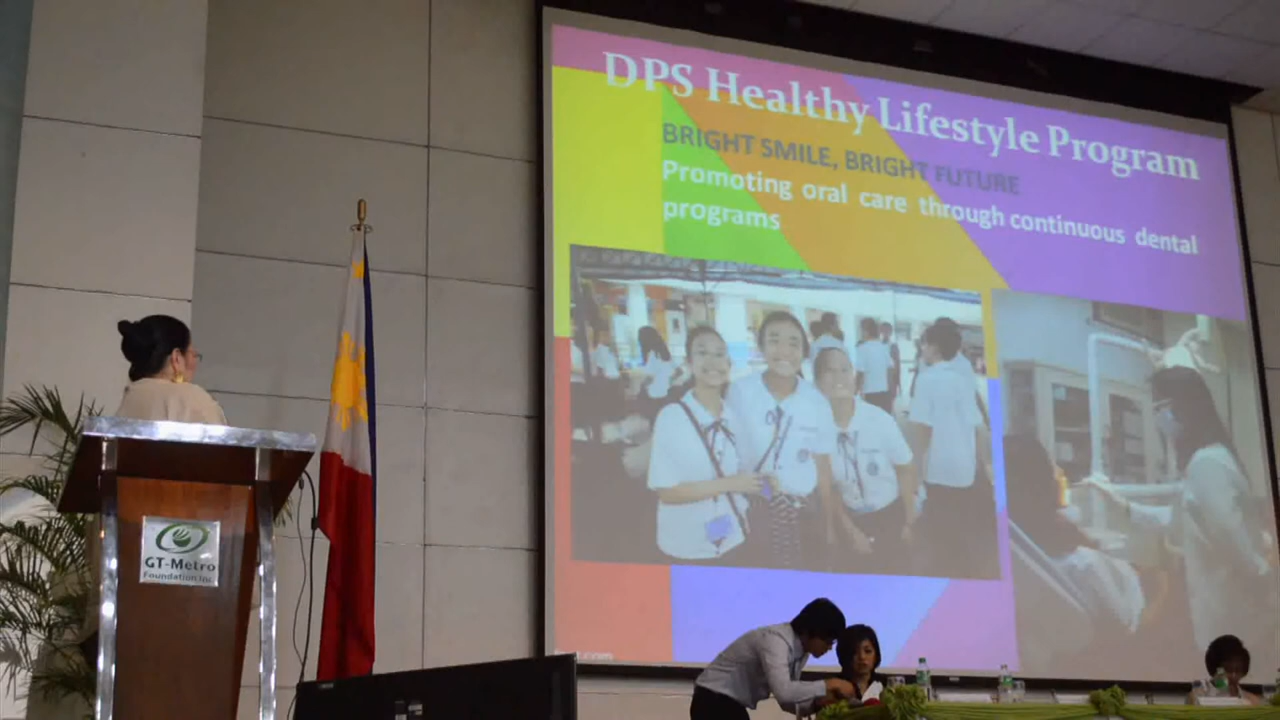 DPS Healthy Lifestyle Program
BRIGHT SMILE, BRIGHT FUTURE
Promoting oral care through continuous dental
programs
GT-Metro
Foundation Inc.